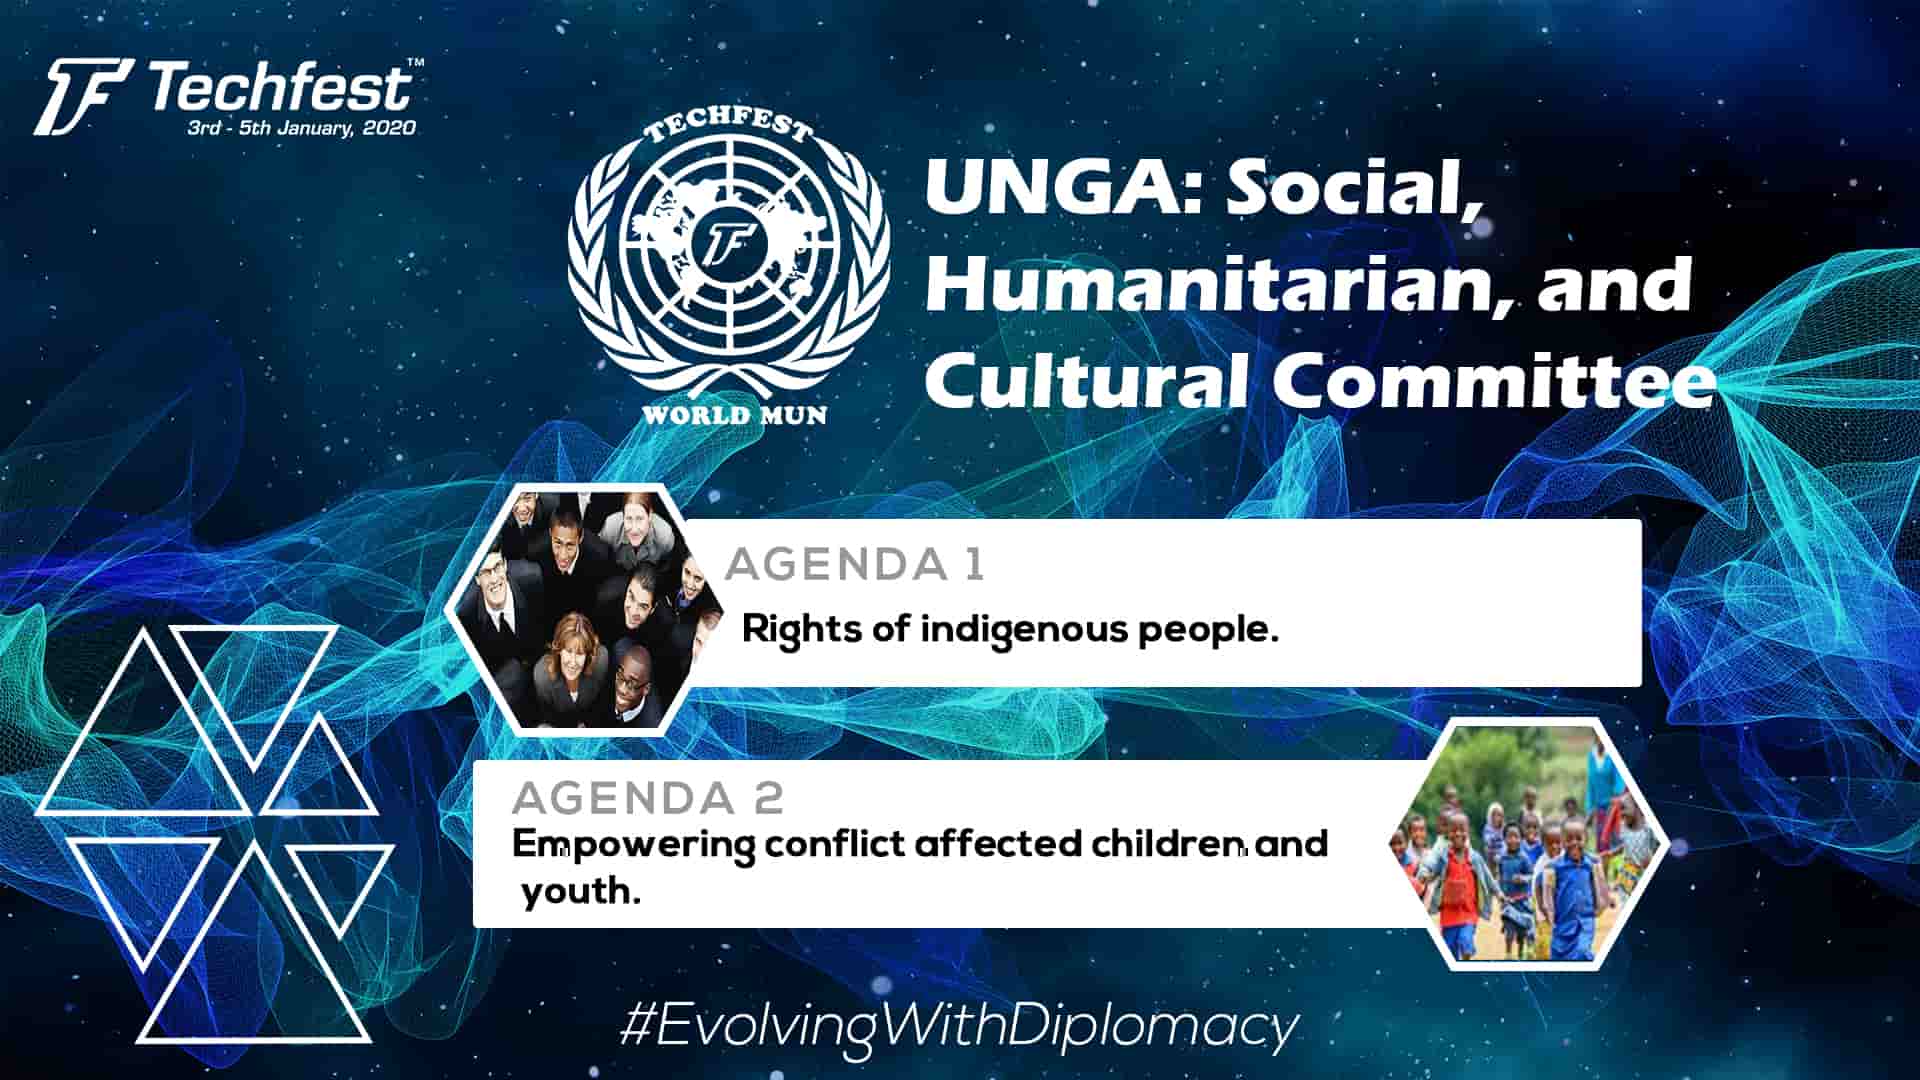 Techfest™
3rd - 5th January, 2020
TECHFEST
WORLD MUN
UNGA: Social,
Humanitarian, and
Cultural Committee
AGENDA 1
Rights of indigenous people.
AGENDA 2
Empowering conflict affected children and
youth.
#EvolvingWithDiplomacy